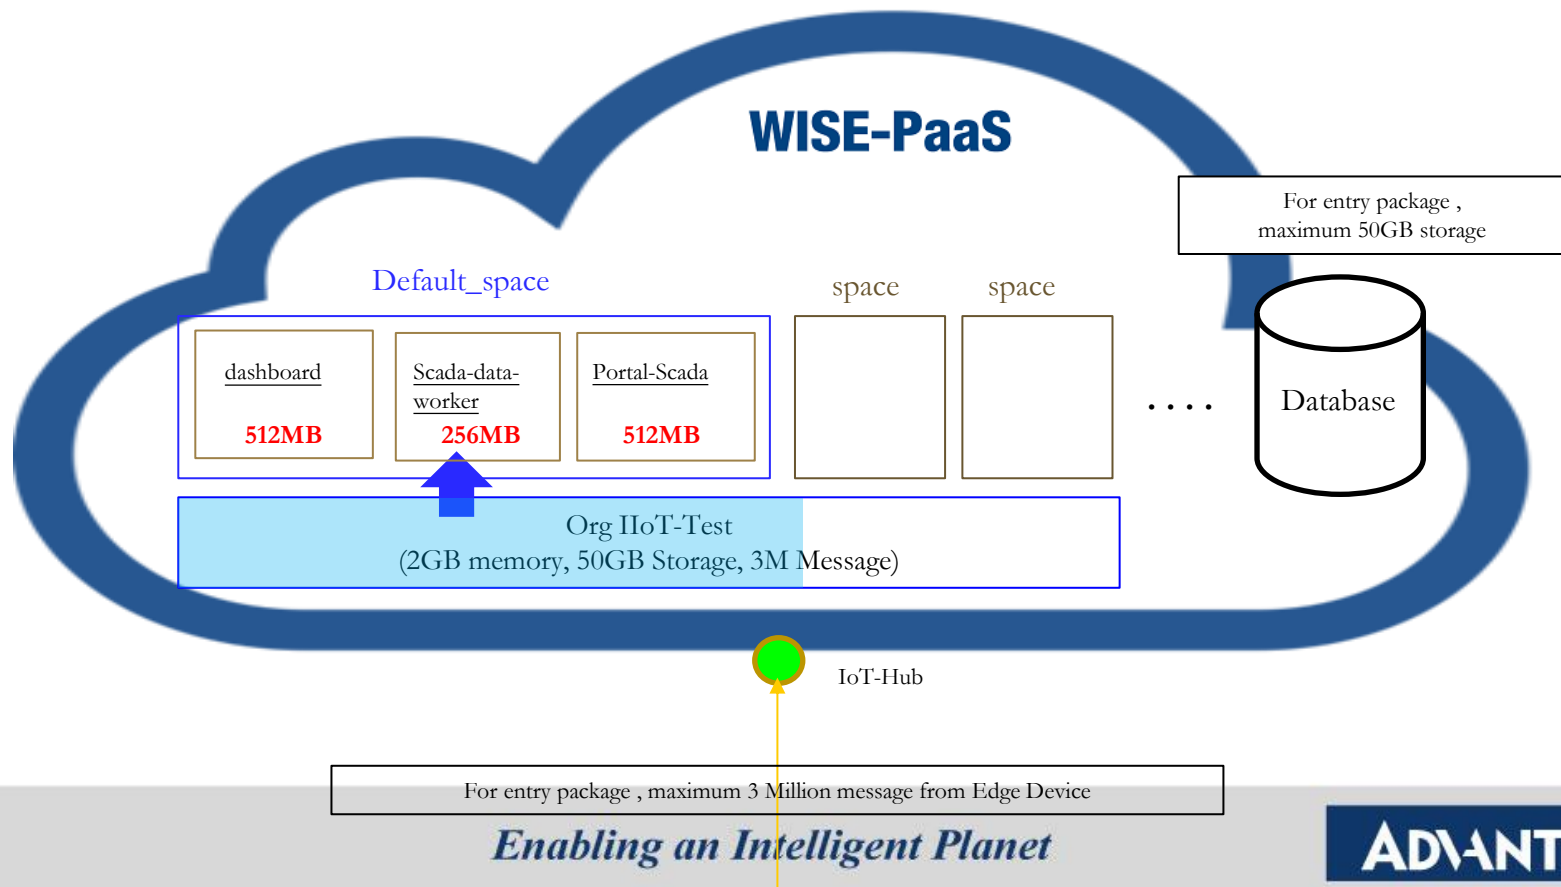 WISE-PaaS
For entry package ,
maximum 50GB storage
Default_space
space
space
dashboard
512MB
Scada-data-
worker
256MB
Portal-Scada
512MB
....
Database
Org IIoT-Test
(2GB memory, 50GB Storage, 3M Message)
IoT-Hub
For entry package , maximum 3 Million message from Edge Device
Enabling an Intelligent Planet
ADVANT